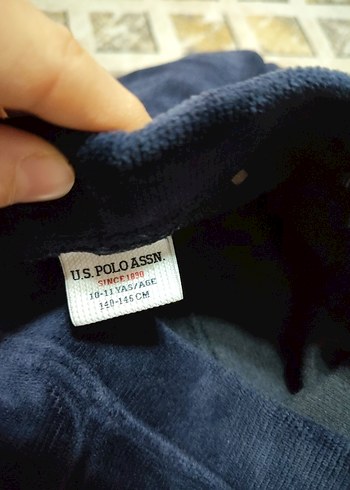 U.S. POLO ASSN.
SINCE 1890
10-11 YAS/AGE
140-146 CM